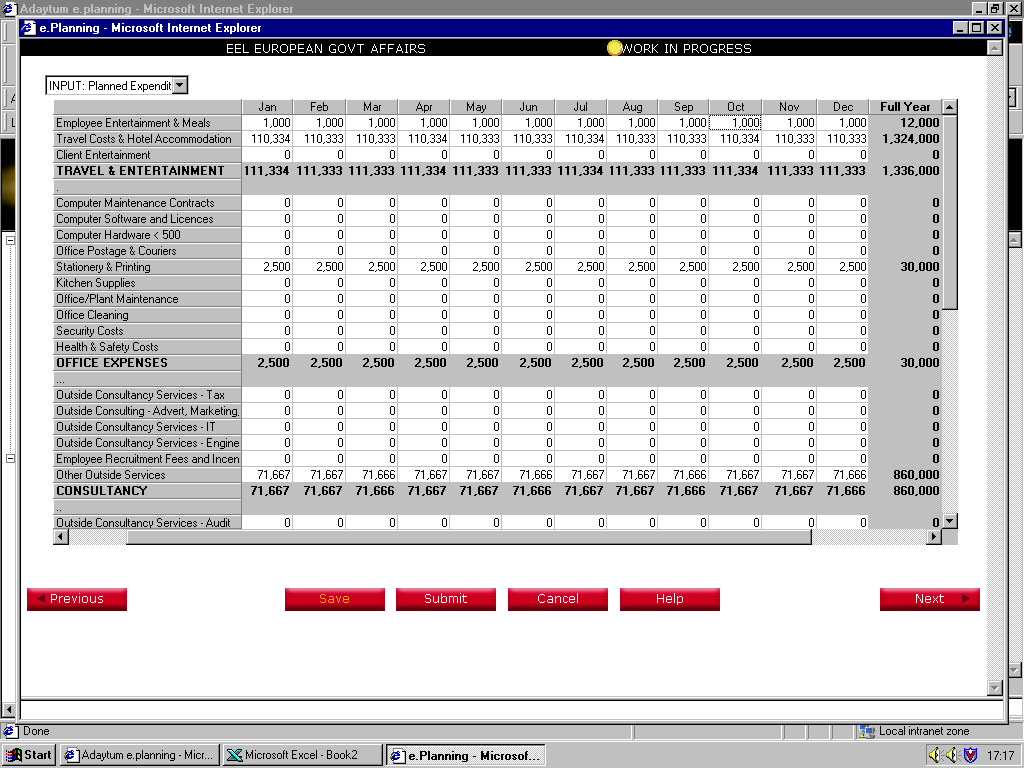 Adaytum e.planning - Microsoft Internet Explorer
e.Planning - Microsoft Internet Explorer
EEL EUROPEAN GOVT AFFAIRS WORK IN PROGRESS
INPUT: Planned Expendit
Jan Feb Mar Apr May Jun Jul Aug Sep Oct Nov Dec Full Year
Employee Entertainment & Meals 1,000 1,000 1,000 1,000 1,000 1,000 1,000 1,000 1,000 1,000 1,000 1,000 12,000
Travel Costs & Hotel Accommodation 110,334 110,333 110,333 110,334 110,333 110,333 110,334 110,333 110,333 110,334 110,333 110,333 1,324,000
Client Entertainment 0 0 0 0 0 0 0 0 0 0 0 0 0
TRAVEL & ENTERTAINMENT 111,334 111,333 111,333 111,334 111,333 111,333 111,334 111,333 111,333 111,334 111,333 111,333 1,336,000
.
Computer Maintenance Contracts 0 0 0 0 0 0 0 0 0 0 0 0 0
Computer Software and Licences 0 0 0 0 0 0 0 0 0 0 0 0 0
Computer Hardware < 500 0 0 0 0 0 0 0 0 0 0 0 0 0
Office Postage & Couriers 0 0 0 0 0 0 0 0 0 0 0 0 0
Stationery & Printing 2,500 2,500 2,500 2,500 2,500 2,500 2,500 2,500 2,500 2,500 2,500 2,500 30,000
Kitchen Supplies 0 0 0 0 0 0 0 0 0 0 0 0 0
Office/Plant Maintenance 0 0 0 0 0 0 0 0 0 0 0 0 0
Office Cleaning 0 0 0 0 0 0 0 0 0 0 0 0 0
Security Costs 0 0 0 0 0 0 0 0 0 0 0 0 0
Health & Safety Costs 0 0 0 0 0 0 0 0 0 0 0 0 0
OFFICE EXPENSES 2,500 2,500 2,500 2,500 2,500 2,500 2,500 2,500 2,500 2,500 2,500 2,500 30,000
...
Outside Consultancy Services - Tax 0 0 0 0 0 0 0 0 0 0 0 0 0
Outside Consulting - Advert, Marketing, 0 0 0 0 0 0 0 0 0 0 0 0 0
Outside Consultancy Services - IT 0 0 0 0 0 0 0 0 0 0 0 0 0
Outside Consultancy Services - Engine 0 0 0 0 0 0 0 0 0 0 0 0 0
Employee Recruitment Fees and Incen 0 0 0 0 0 0 0 0 0 0 0 0 0
Other Outside Services 71,667 71,667 71,666 71,667 71,667 71,666 71,667 71,667 71,666 71,667 71,667 71,666 860,000
CONSULTANCY 71,667 71,667 71,666 71,667 71,667 71,666 71,667 71,667 71,666 71,667 71,667 71,666 860,000
..
Outside Consultancy Services - Audit 0 0 0 0 0 0 0 0 0 0 0 0 0
Previous Save Submit Cancel Help Next
Done Local intranet zone
Start Adaytum e.planning - Micr... Microsoft Excel - Book2 e.Planning - Microsof... 17:17